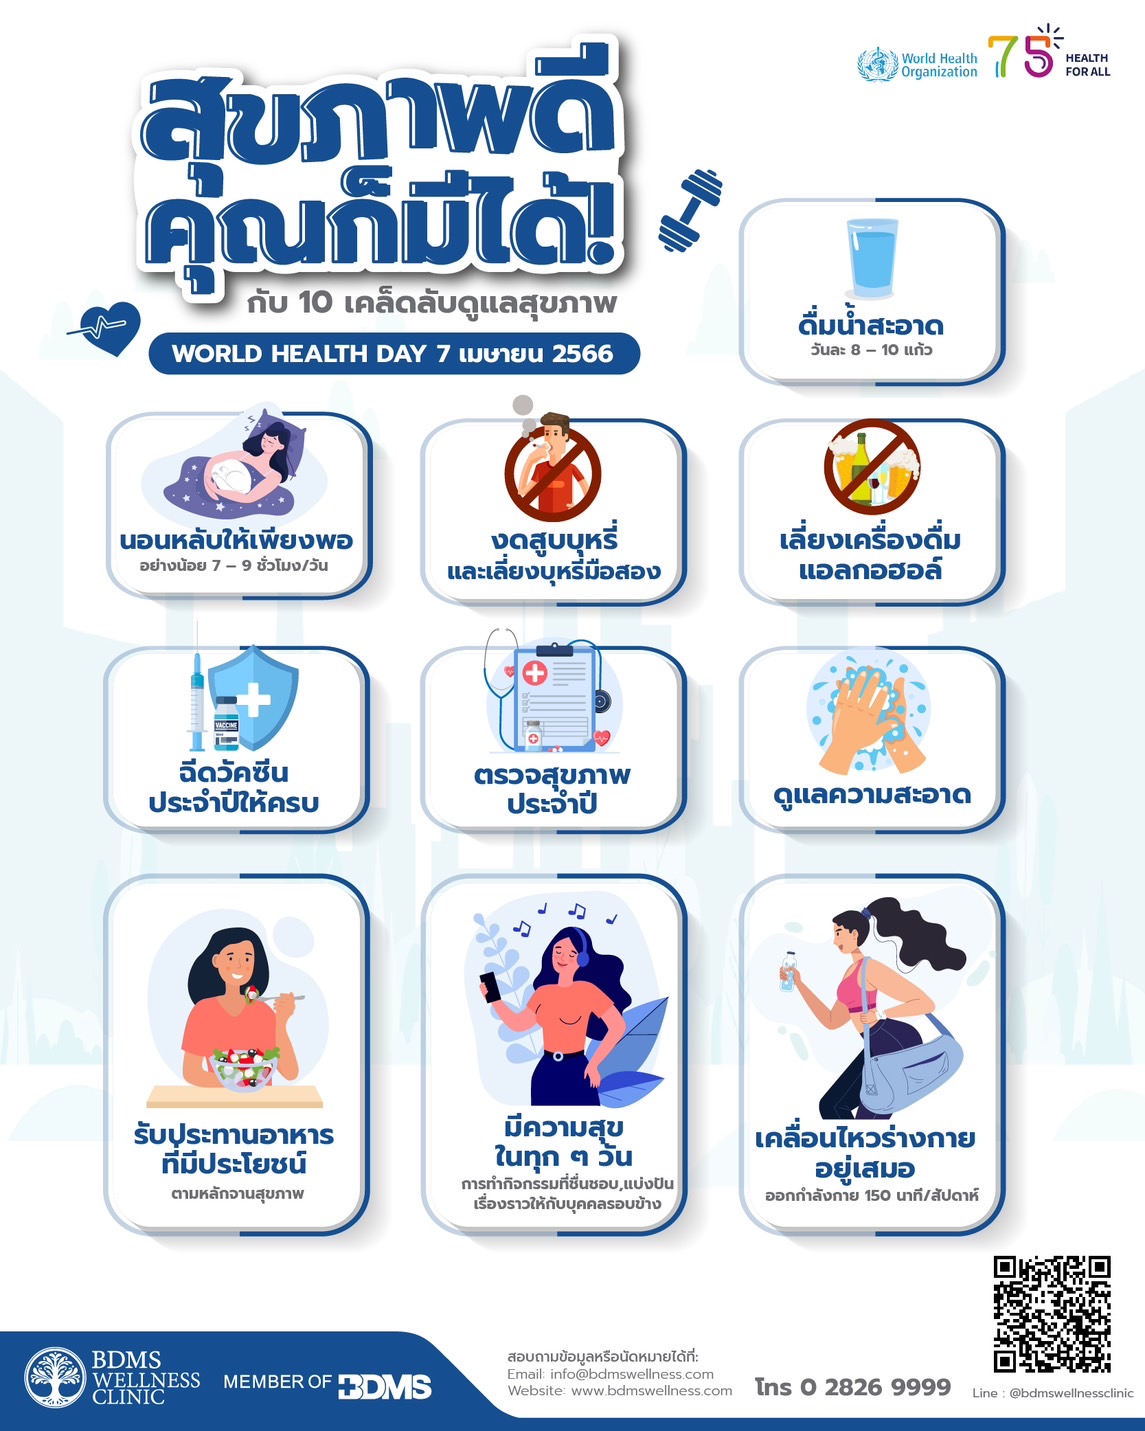 สุขภาพดี
คุณก็มีได้!
กับ 10 เคล็ดลับดูแลสุขภาพ
WORLD HEALTH DAY 7 เมษายน 2566
World Health
Organization
75
HEALTH
FOR ALL
ดื่มน้ำสะอาด
วันละ 8 – 10 แก้ว
นอนหลับให้เพียงพอ
อย่างน้อย 7 – 9 ชั่วโมง/วัน
งดสูบบุหรี่
และเลี่ยงบุหรี่มือสอง
เลี่ยงเครื่องดื่ม
แอลกอฮอล์
VACCINE
ฉีดวัคซีน
ประจำปีให้ครบ
ตรวจสุขภาพ
ประจำปี
ดูแลความสะอาด
รับประทานอาหาร
ที่มีประโยชน์
ตามหลักจานสุขภาพ
มีความสุข
ในทุก ๆ วัน
การทำกิจกรรมที่ชื่นชอบ,แบ่งปัน
เรื่องราวให้กับบุคคลรอบข้าง
เคลื่อนไหวร่างกาย
อยู่เสมอ
ออกกำลังกาย 150 นาที/สัปดาห์
BDMS
WELLNESS
CLINIC
MEMBER OF BDMS
สอบถามข้อมูลหรือนัดหมายได้ที่:
Email: info@bdmswellness.com
Website: www.bdmswellness.com
โทร 0 2826 9999
Line : @bdmswellnessclinic